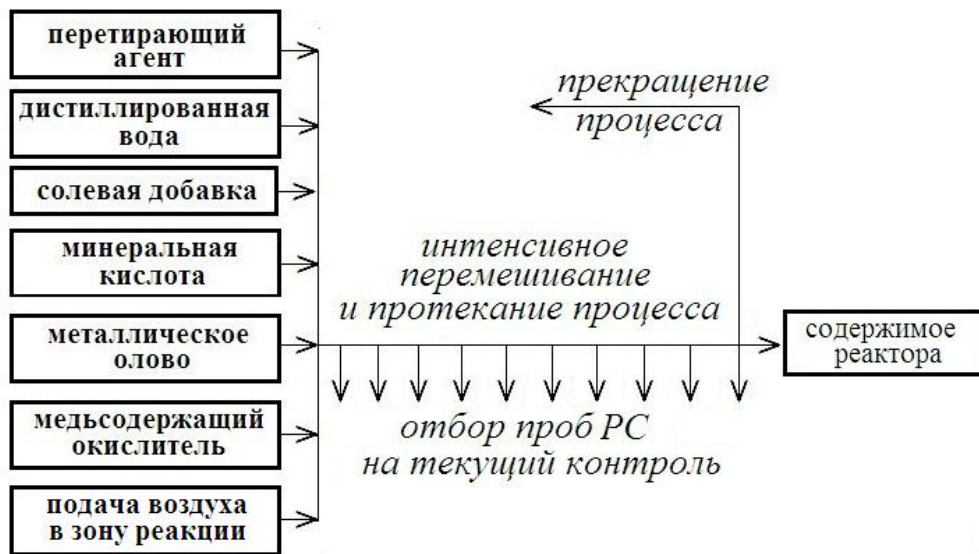 перетирающий
агент
дистиллированная
вода
солевая добавка
минеральная
кислота
металлическое
олово
медьсодержащий
окислитель
подача воздуха
в зону реакции
прекращение
процесса
интенсивное
перемешивание
и протекание процесса
отбор проб РС
на текущий контроль
содержимое
реактора